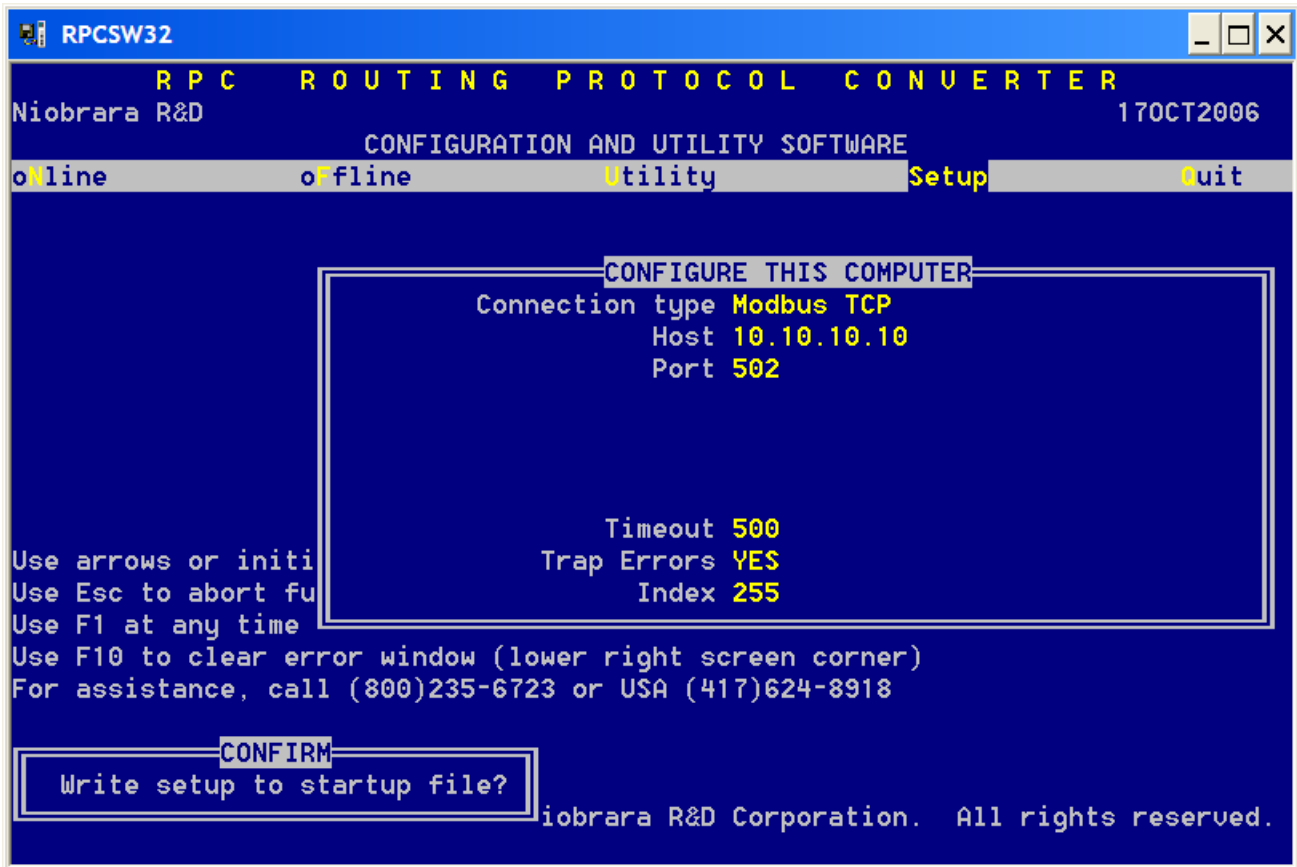 RPCSW32
RPC ROUTING PROTOCOL CONVERTER
Niobrara R&D 17OCT2006
CONFIGURATION AND UTILITY SOFTWARE
oNline oFfline Utility Setup Quit
CONFIGURE THIS COMPUTER
Connection type Modbus TCP
Host 10.10.10.10
Port 502
Timeout 500
Use arrows or initi Trap Errors YES
Use Esc to abort fu Index 255
Use F1 at any time
Use F10 to clear error window (lower right screen corner)
For assistance, call (800)235-6723 or USA (417)624-8918
CONFIRM
Write setup to startup file?
iobrara R&D Corporation. All rights reserved.